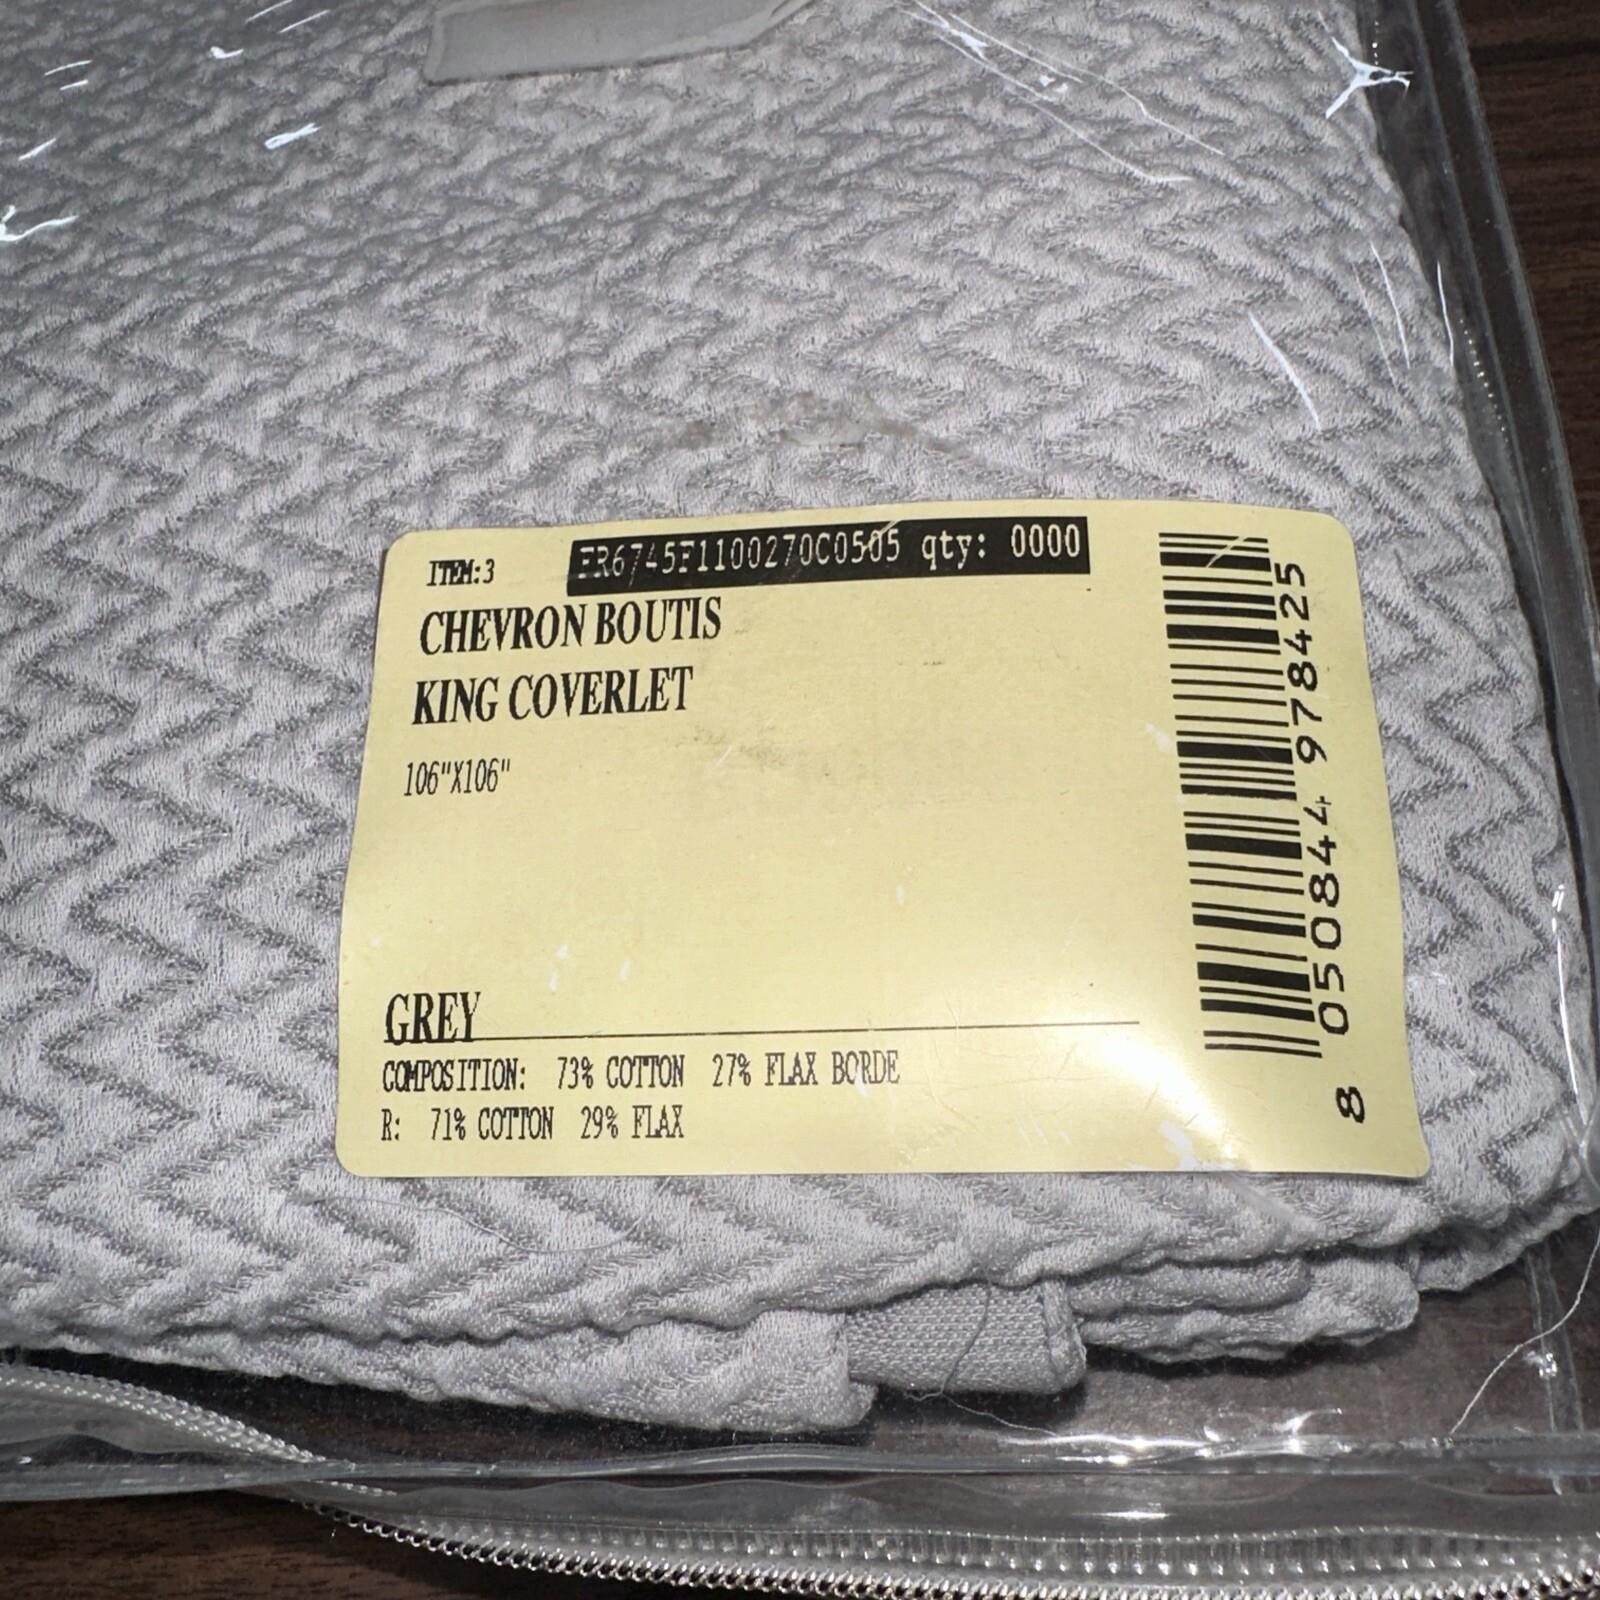 ITEM:3 FR6745F1100270C0505 qty: 0000
CHEVRON BOUTIS
KING COVERLET
106"X106"
GREY
COMPOSITION: 73% COTTON 27% FLAX BORDE
R: 71% COTTON 29% FLAX
8 050844 978425